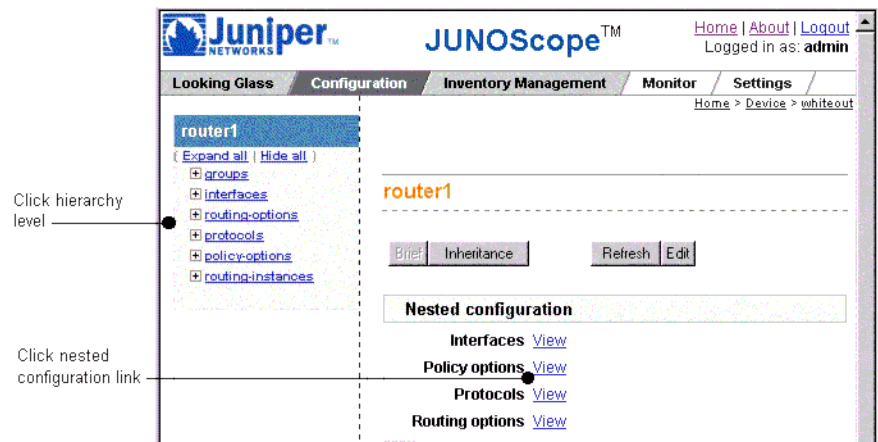 Juniper™
NETWORKS
JUNOScope™
Home | About | Logout
Logged in as: admin
Looking Glass / Configuration / Inventory Management / Monitor / Settings /
Home > Device > whiteout
router1
( Expand all | Hide all )
groups
interfaces
routing-options
protocols
policy-options
routing-instances
Click hierarchy
level
router1
Brief Inheritance Refresh Edit
Nested configuration
Interfaces View
Policy options View
Protocols View
Routing options View
Click nested
configuration link